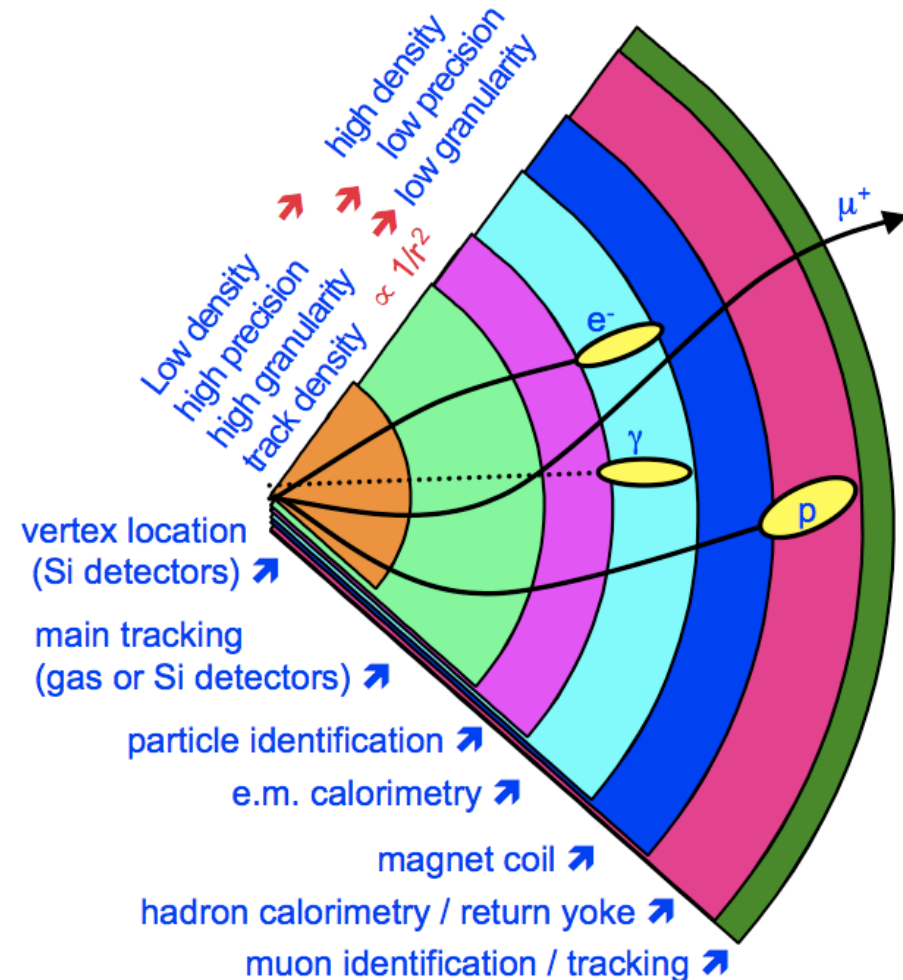 high density
low precision
low granularity
Low density
high precision
high granularity
track density ∝ 1/r²
μ⁺
e⁻
γ
p
vertex location
(Si detectors)
main tracking
(gas or Si detectors)
particle identification
e.m. calorimetry
magnet coil
hadron calorimetry / return yoke
muon identification / tracking